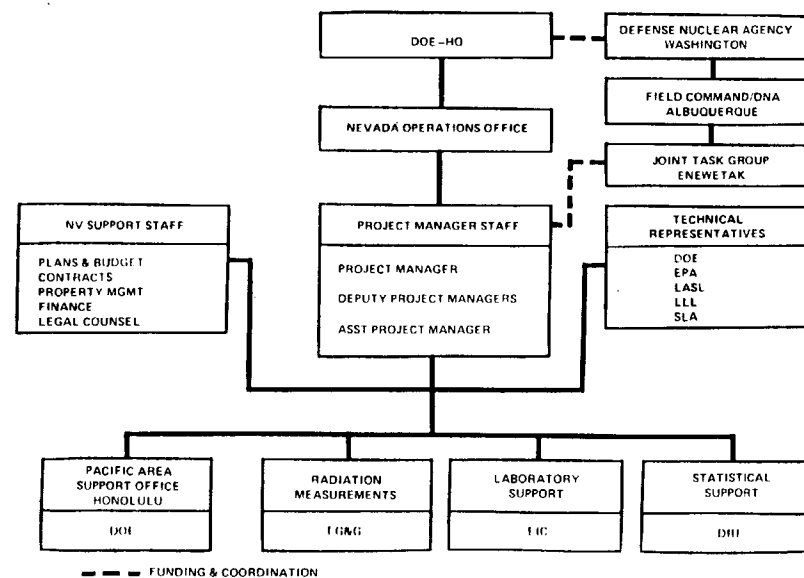 DOE-HQ
DEFENSE NUCLEAR AGENCY
WASHINGTON
FIELD COMMAND/DNA
ALBUQUERQUE
NEVADA OPERATIONS OFFICE
JOINT TASK GROUP
ENEWETAK
NV SUPPORT STAFF
PLANS & BUDGET
CONTRACTS
PROPERTY MGMT
FINANCE
LEGAL COUNSEL
PROJECT MANAGER STAFF
PROJECT MANAGER
DEPUTY PROJECT MANAGERS
ASST PROJECT MANAGER
TECHNICAL
REPRESENTATIVES
DOE
EPA
LASL
LLL
SLA
PACIFIC AREA
SUPPORT OFFICE
HONOLULU
DOE
RADIATION
MEASUREMENTS
EG&G
LABORATORY
SUPPORT
EIC
STATISTICAL
SUPPORT
DRI
FUNDING & COORDINATION